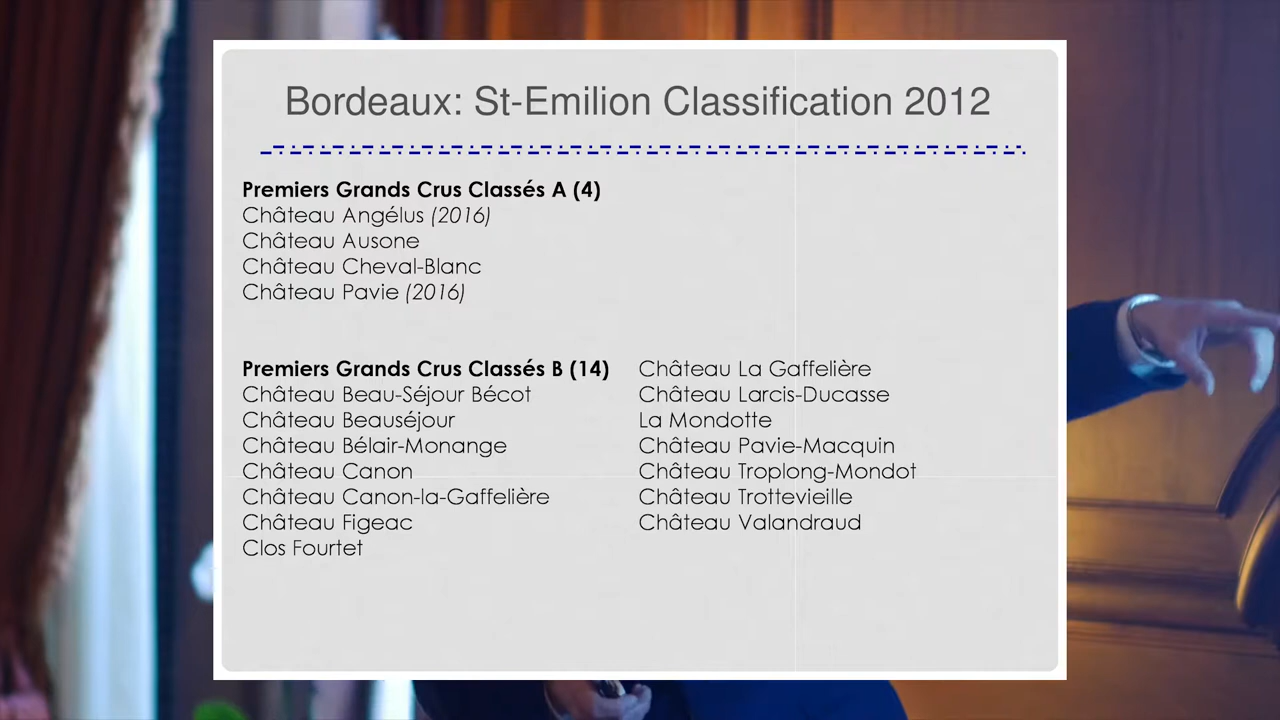 Bordeaux: St-Emilion Classification 2012
Premiers Grands Crus Classés A (4)
Château Angélus (2016)
Château Ausone
Château Cheval-Blanc
Château Pavie (2016)
Premiers Grands Crus Classés B (14)
Château Beau-Séjour Bécot
Château Beauséjour
Château Bélair-Monange
Château Canon
Château Canon-la-Gaffelière
Château Figeac
Clos Fourtet
Château La Gaffelière
Château Larcis-Ducasse
La Mondotte
Château Pavie-Macquin
Château Troplong-Mondot
Château Trottevieille
Château Valandraud